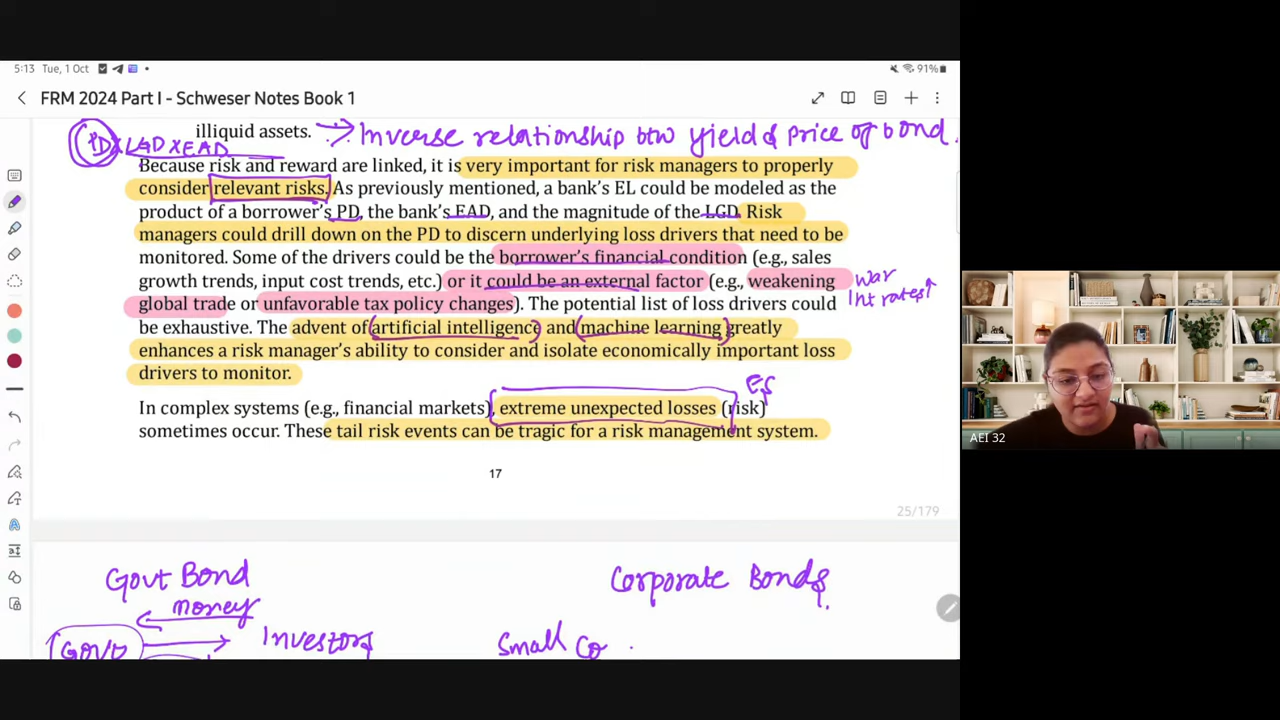 5:13 Tue, 1 Oct
91%
FRM 2024 Part I - Schweser Notes Book 1
illiquid assets. → Inverse relationship btw yield & price of bond.
PD X LGD X EAD
Because risk and reward are linked, it is very important for risk managers to properly
consider relevant risks. As previously mentioned, a bank's EL could be modeled as the
product of a borrower's PD, the bank's EAD, and the magnitude of the LGD. Risk
managers could drill down on the PD to discern underlying loss drivers that need to be
monitored. Some of the drivers could be the borrower's financial condition (e.g., sales
growth trends, input cost trends, etc.) or it could be an external factor (e.g., weakening
war
global trade or unfavorable tax policy changes). The potential list of loss drivers could
Int rates↑
be exhaustive. The advent of artificial intelligence and machine learning greatly
enhances a risk manager's ability to consider and isolate economically important loss
drivers to monitor.
In complex systems (e.g., financial markets), extreme unexpected losses (risk)
sometimes occur. These tail risk events can be tragic for a risk management system.
17
25/179
Govt Bond
Corporate Bonds
money
Govt
Investors
Small Co
AEI 32